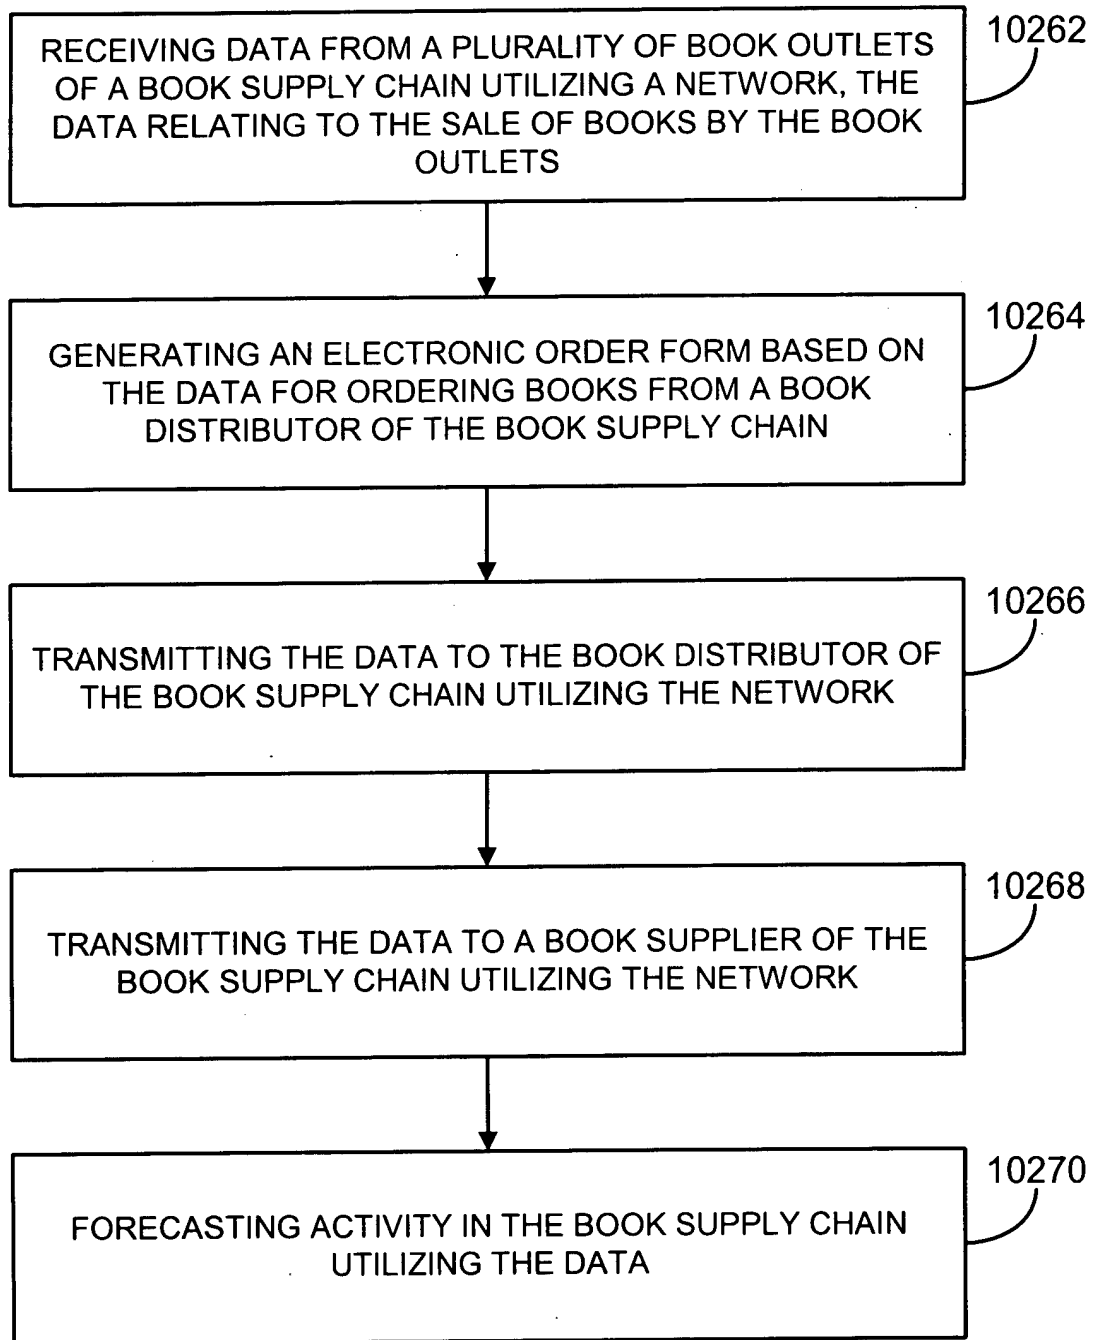 RECEIVING DATA FROM A PLURALITY OF BOOK OUTLETS
OF A BOOK SUPPLY CHAIN UTILIZING A NETWORK, THE
DATA RELATING TO THE SALE OF BOOKS BY THE BOOK
OUTLETS
10262
GENERATING AN ELECTRONIC ORDER FORM BASED ON
THE DATA FOR ORDERING BOOKS FROM A BOOK
DISTRIBUTOR OF THE BOOK SUPPLY CHAIN
10264
TRANSMITTING THE DATA TO THE BOOK DISTRIBUTOR OF
THE BOOK SUPPLY CHAIN UTILIZING THE NETWORK
10266
TRANSMITTING THE DATA TO A BOOK SUPPLIER OF THE
BOOK SUPPLY CHAIN UTILIZING THE NETWORK
10268
FORECASTING ACTIVITY IN THE BOOK SUPPLY CHAIN
UTILIZING THE DATA
10270